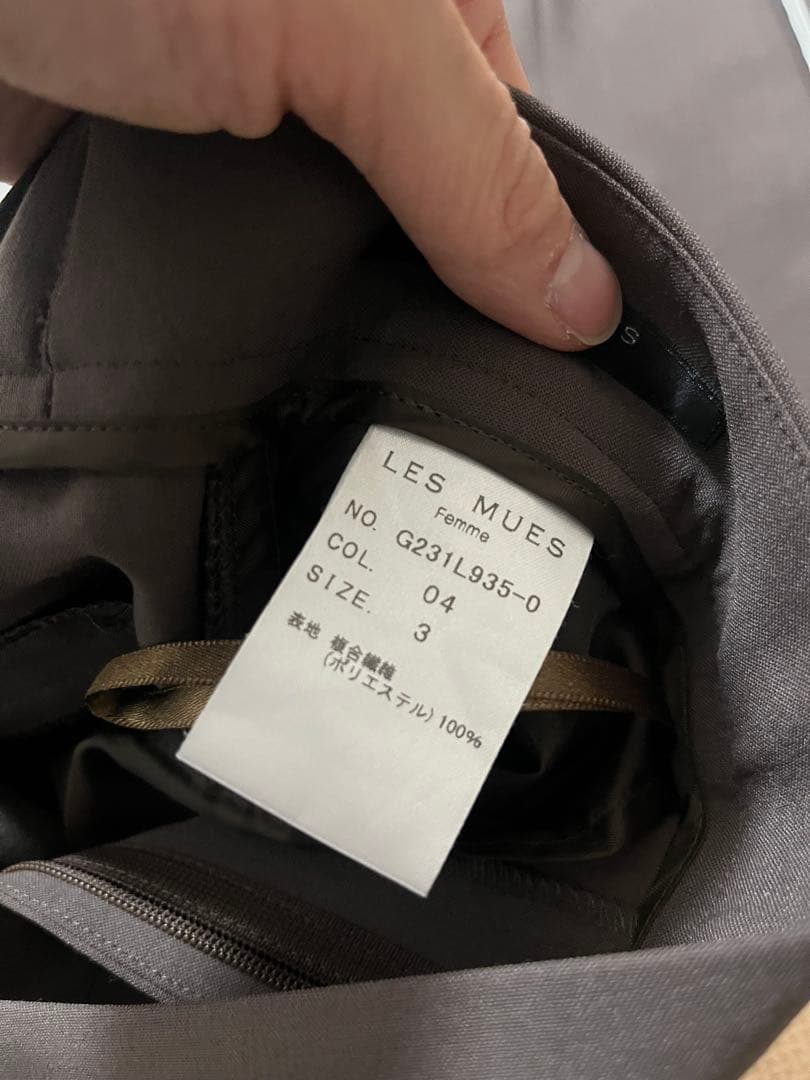 S
LES MUES
Femme
NO. G231L935-0
COL. 04
SIZE. 3
表地 複合繊維
(ポリエステル)100%